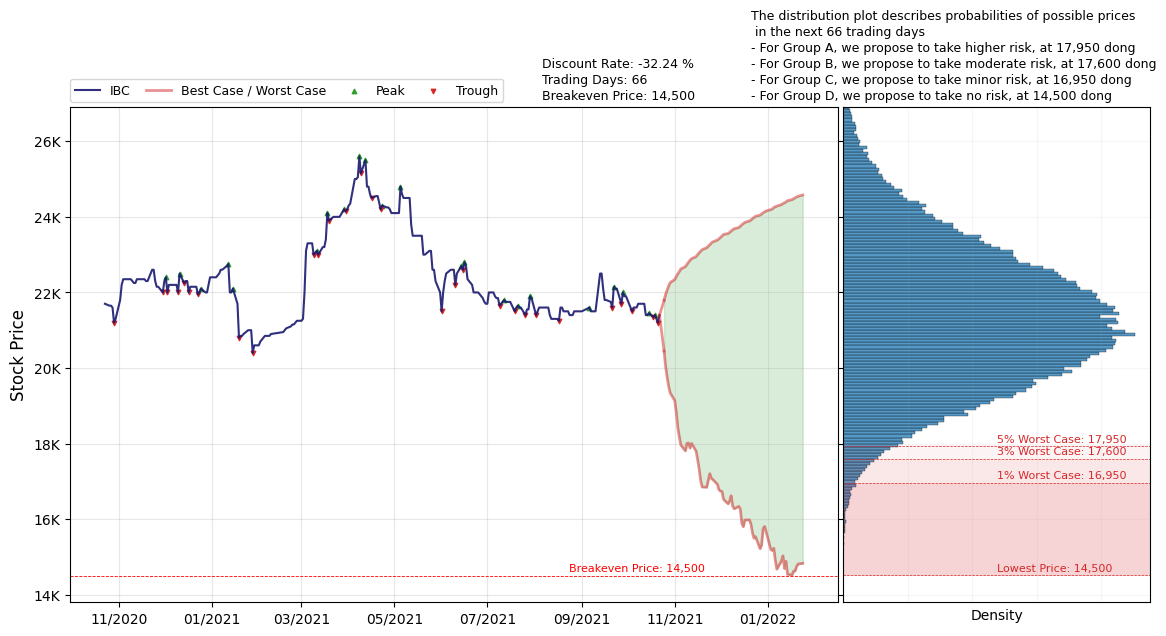 The distribution plot describes probabilities of possible prices
in the next 66 trading days
- For Group A, we propose to take higher risk, at 17,950 dong
- For Group B, we propose to take moderate risk, at 17,600 dong
- For Group C, we propose to take minor risk, at 16,950 dong
- For Group D, we propose to take no risk, at 14,500 dong
Discount Rate: -32.24 %
Trading Days: 66
Breakeven Price: 14,500
IBC
Best Case / Worst Case
Peak
Trough
Stock Price
26K
24K
22K
20K
18K
16K
14K
Breakeven Price: 14,500
11/2020
01/2021
03/2021
05/2021
07/2021
09/2021
11/2021
01/2022
5% Worst Case: 17,950
3% Worst Case: 17,600
1% Worst Case: 16,950
Lowest Price: 14,500
Density